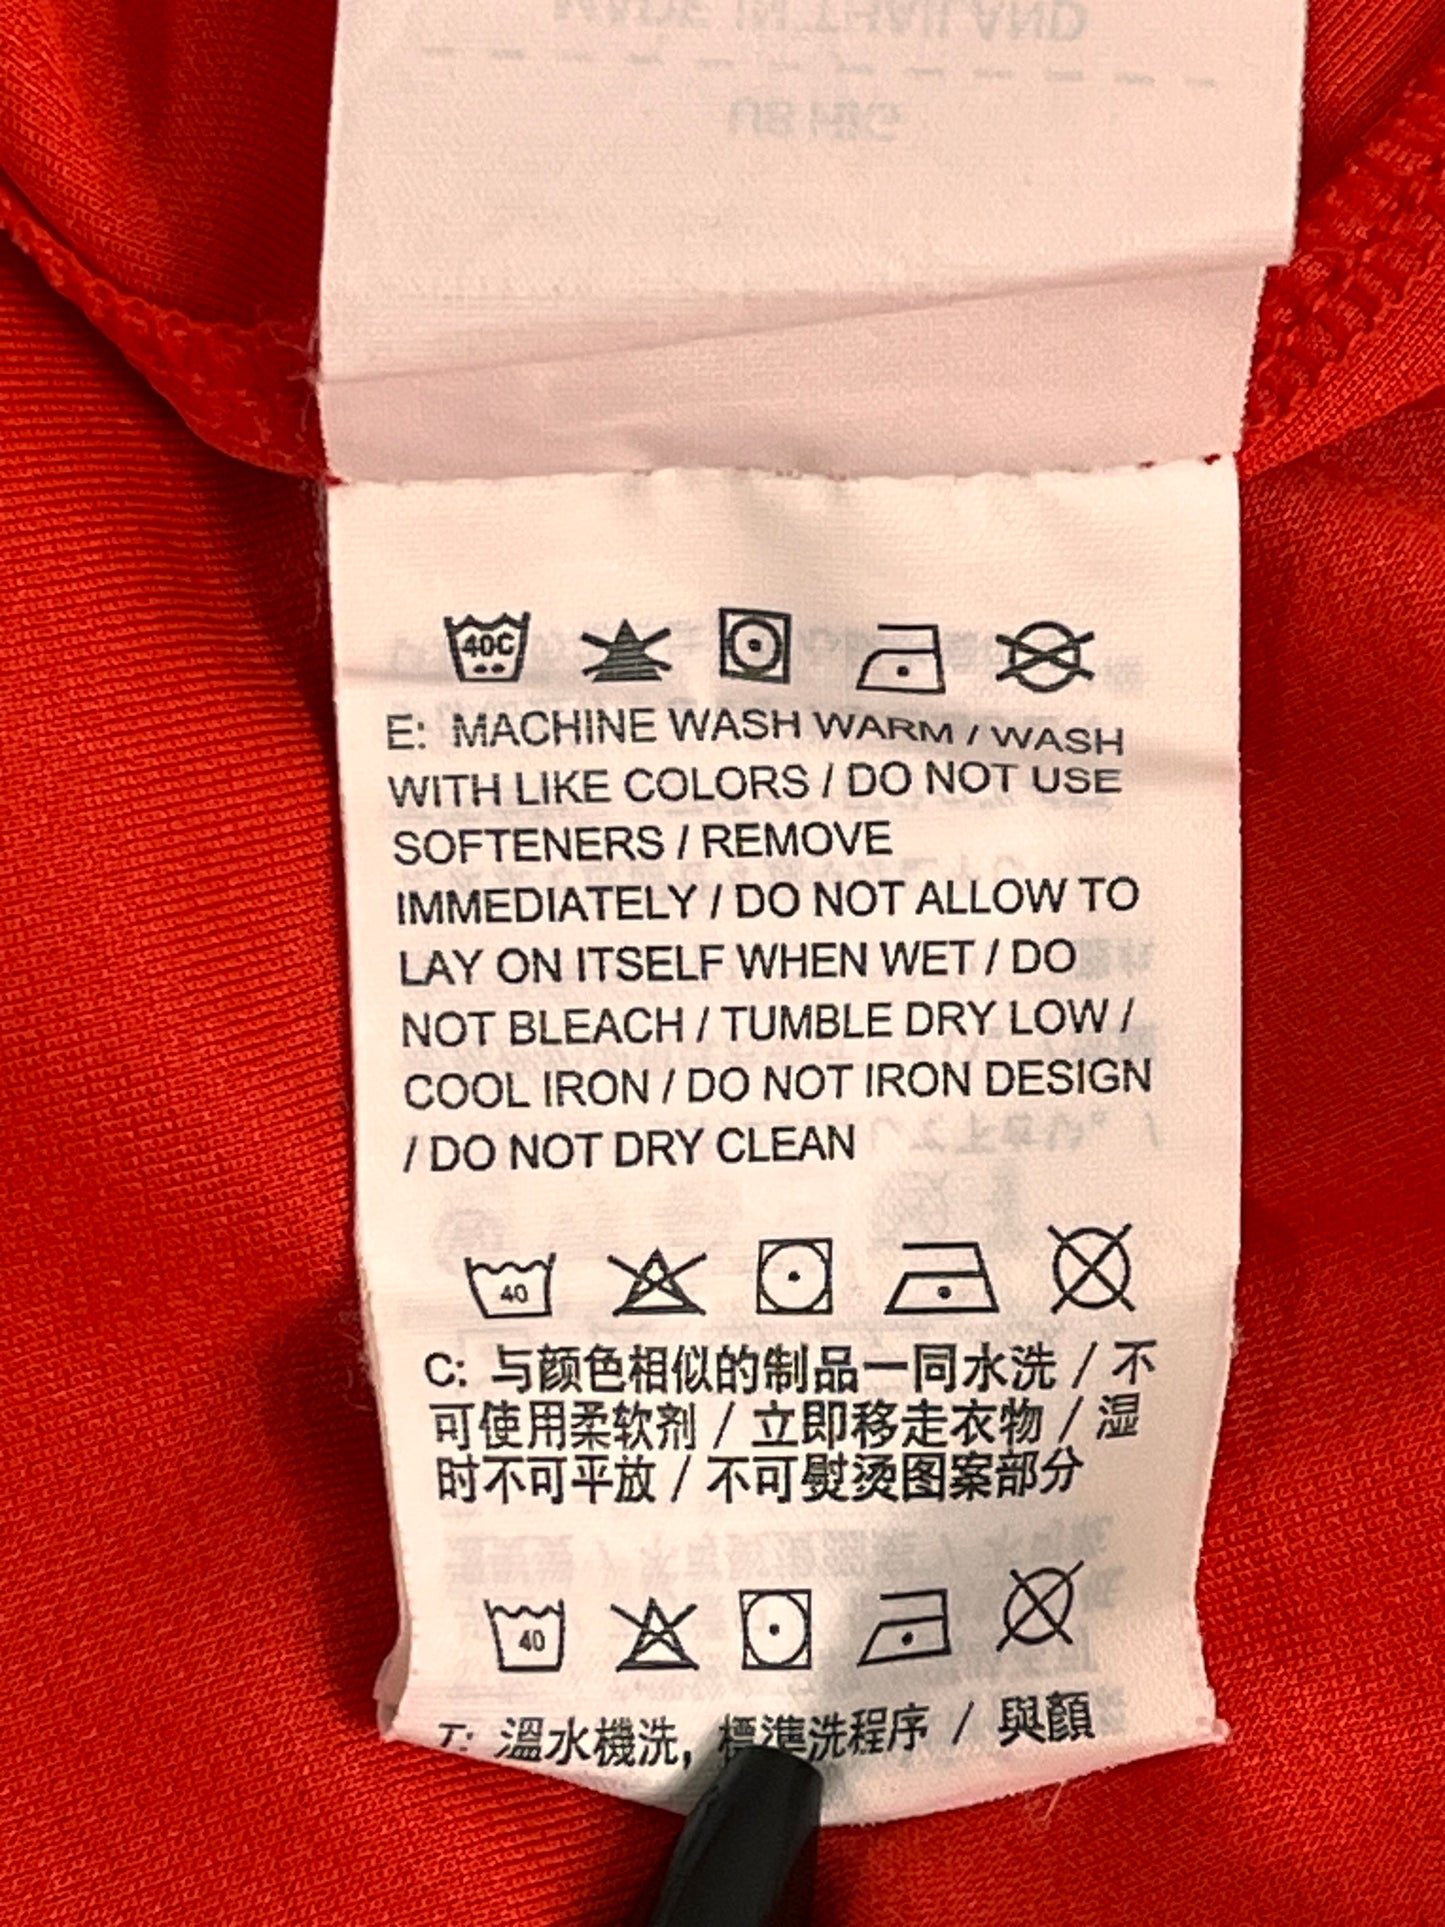 MADE IN THAILAND
40C
E: MACHINE WASH WARM / WASH
WITH LIKE COLORS / DO NOT USE
SOFTENERS / REMOVE
IMMEDIATELY / DO NOT ALLOW TO
LAY ON ITSELF WHEN WET / DO
NOT BLEACH / TUMBLE DRY LOW /
COOL IRON / DO NOT IRON DESIGN
/ DO NOT DRY CLEAN
40
C: 与颜色相似的制品一同水洗 / 不
可使用柔软剂 / 立即移走衣物 / 湿
时不可平放 / 不可熨烫图案部分
40
T: 溫水機洗, 標準洗程序 / 與顏